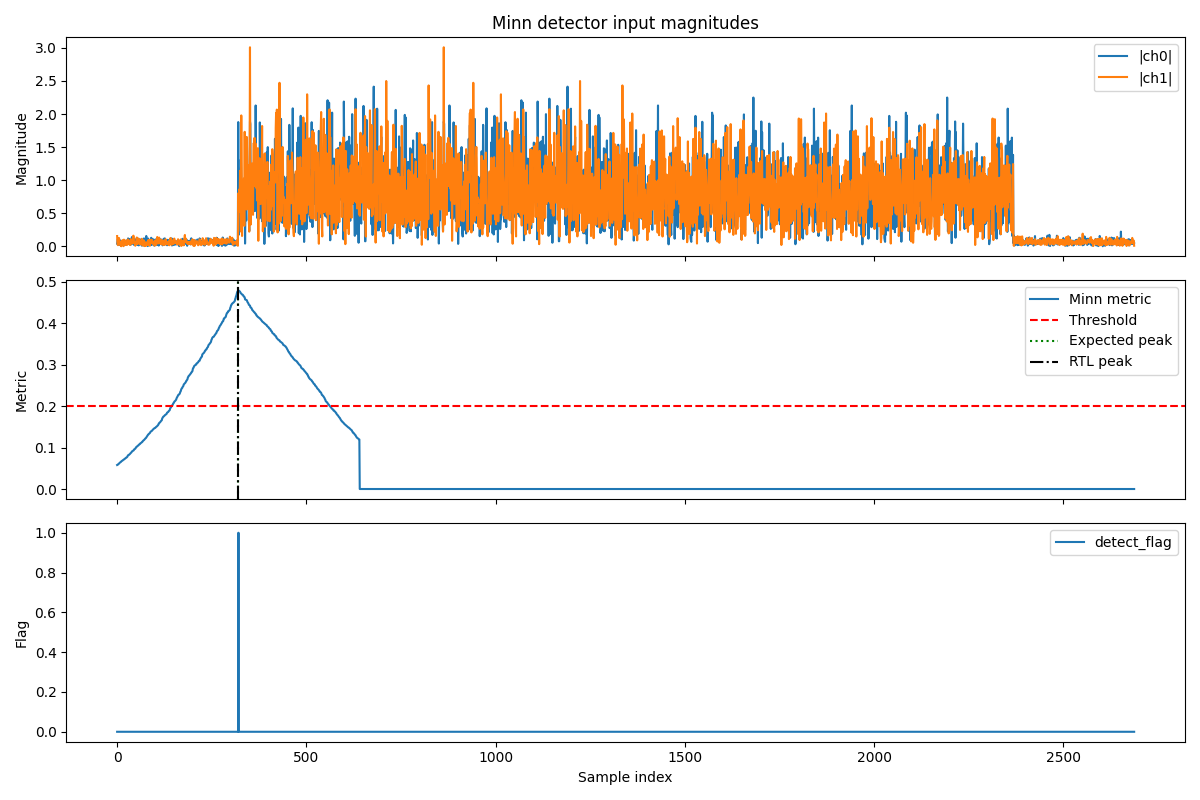 Minn detector input magnitudes
Magnitude
3.0
2.5
2.0
1.5
1.0
0.5
0.0
|ch0|
|ch1|
Metric
0.5
0.4
0.3
0.2
0.1
0.0
Minn metric
Threshold
Expected peak
RTL peak
Flag
1.0
0.8
0.6
0.4
0.2
0.0
detect_flag
0
500
1000
1500
2000
2500
Sample index